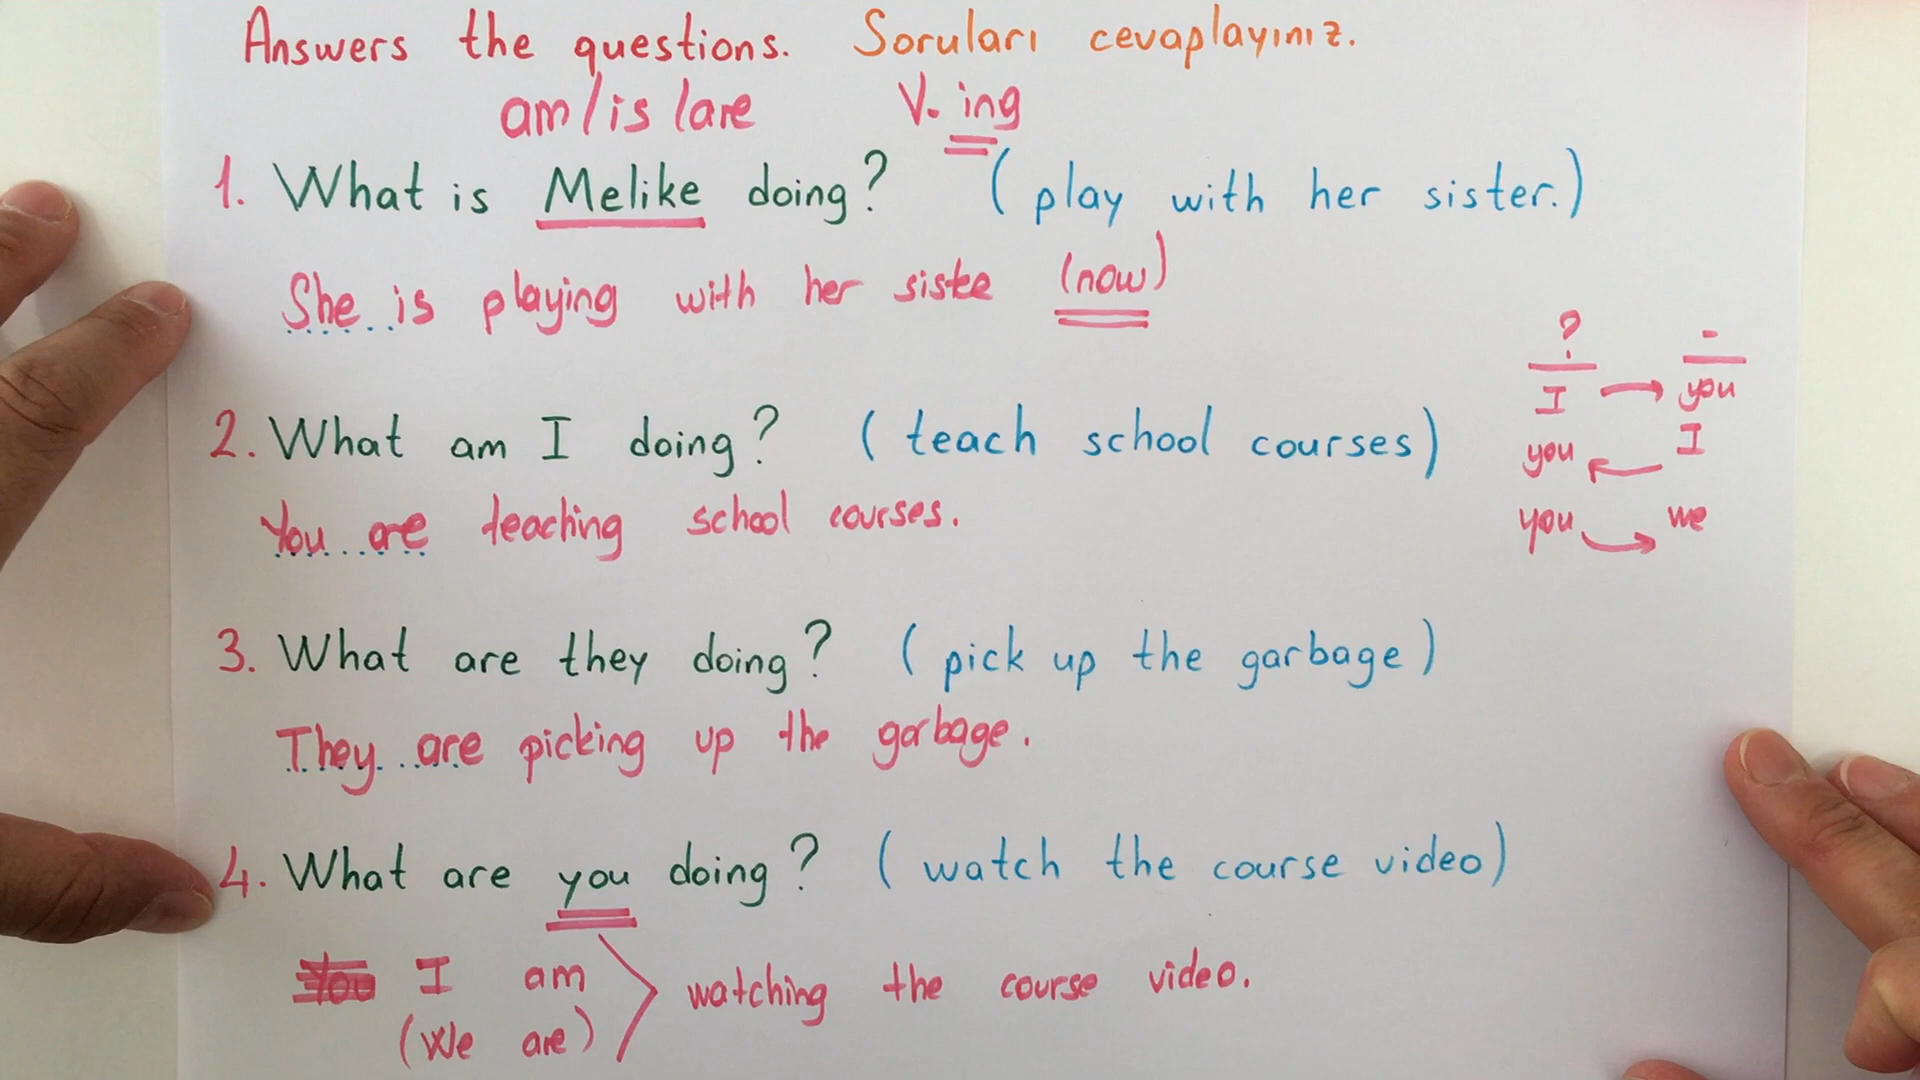 Answers the questions. Soruları cevaplayınız.
am/is/are V. ing
1. What is Melike doing? (play with her sister.)
She is playing with her siste (now)
? -
I → you
2. What am I doing? (teach school courses)
you ← I
You are teaching school courses.
you → we
3. What are they doing? (pick up the garbage)
They are picking up the garbage.
4. What are you doing? (watch the course video)
You I am watching the course video.
(We are)